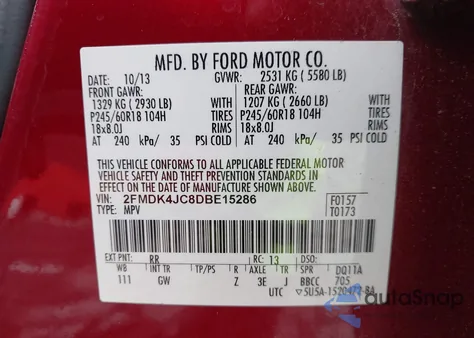 MFD. BY FORD MOTOR CO.
DATE: 10/13 GVWR: 2531 KG ( 5580 LB)
FRONT GAWR: REAR GAWR:
1329 KG ( 2930 LB) 1207 KG ( 2660 LB)
P245/60R18 104H TIRES P245/60R18 104H
18x8.0J RIMS 18x8.0J
AT 240 kPa/ 35 PSI COLD AT 240 kPa/ 35 PSI COLD
THIS VEHICLE CONFORMS TO ALL APPLICABLE FEDERAL MOTOR
VEHICLE SAFETY AND THEFT PREVENTION STANDARDS IN
EFFECT ON THE DATE OF MANUFACTURE SHOWN ABOVE.
VIN: 2FMDK4JC8DBE15286 F0157
TYPE: MPV T0173
EXT PNT: RR RC: 13 DSO:
WB INT TR TP/PS R AXLE TR SPR DQ11A
111 GW Z 3E J BBCC 705
UTC
AutoSnap